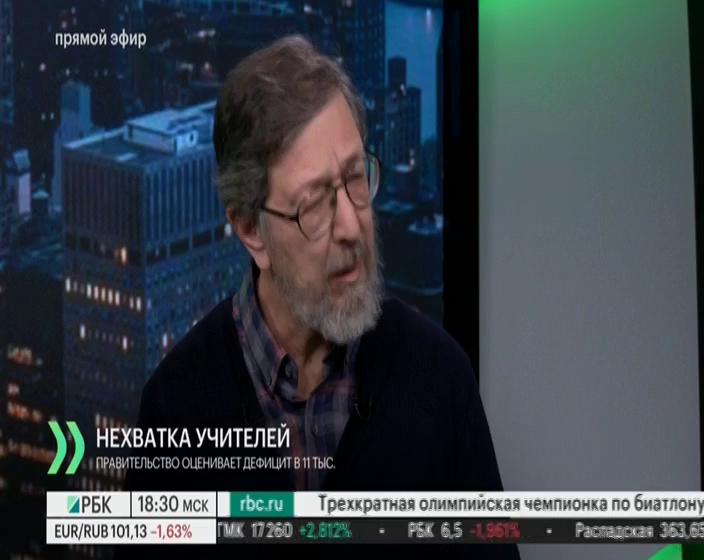 прямой эфир
НЕХВАТКА УЧИТЕЛЕЙ
ПРАВИТЕЛЬСТВО ОЦЕНИВАЕТ ДЕФИЦИТ В 11 ТЫС.
РБК 18:30 МСК rbc.ru Трехкратная олимпийская чемпионка по биатлону
EUR/RUB 101,13 -1,63% ГМК 17260 +2,812% - РБК 6,5 -1,961% - Распадская 363,65